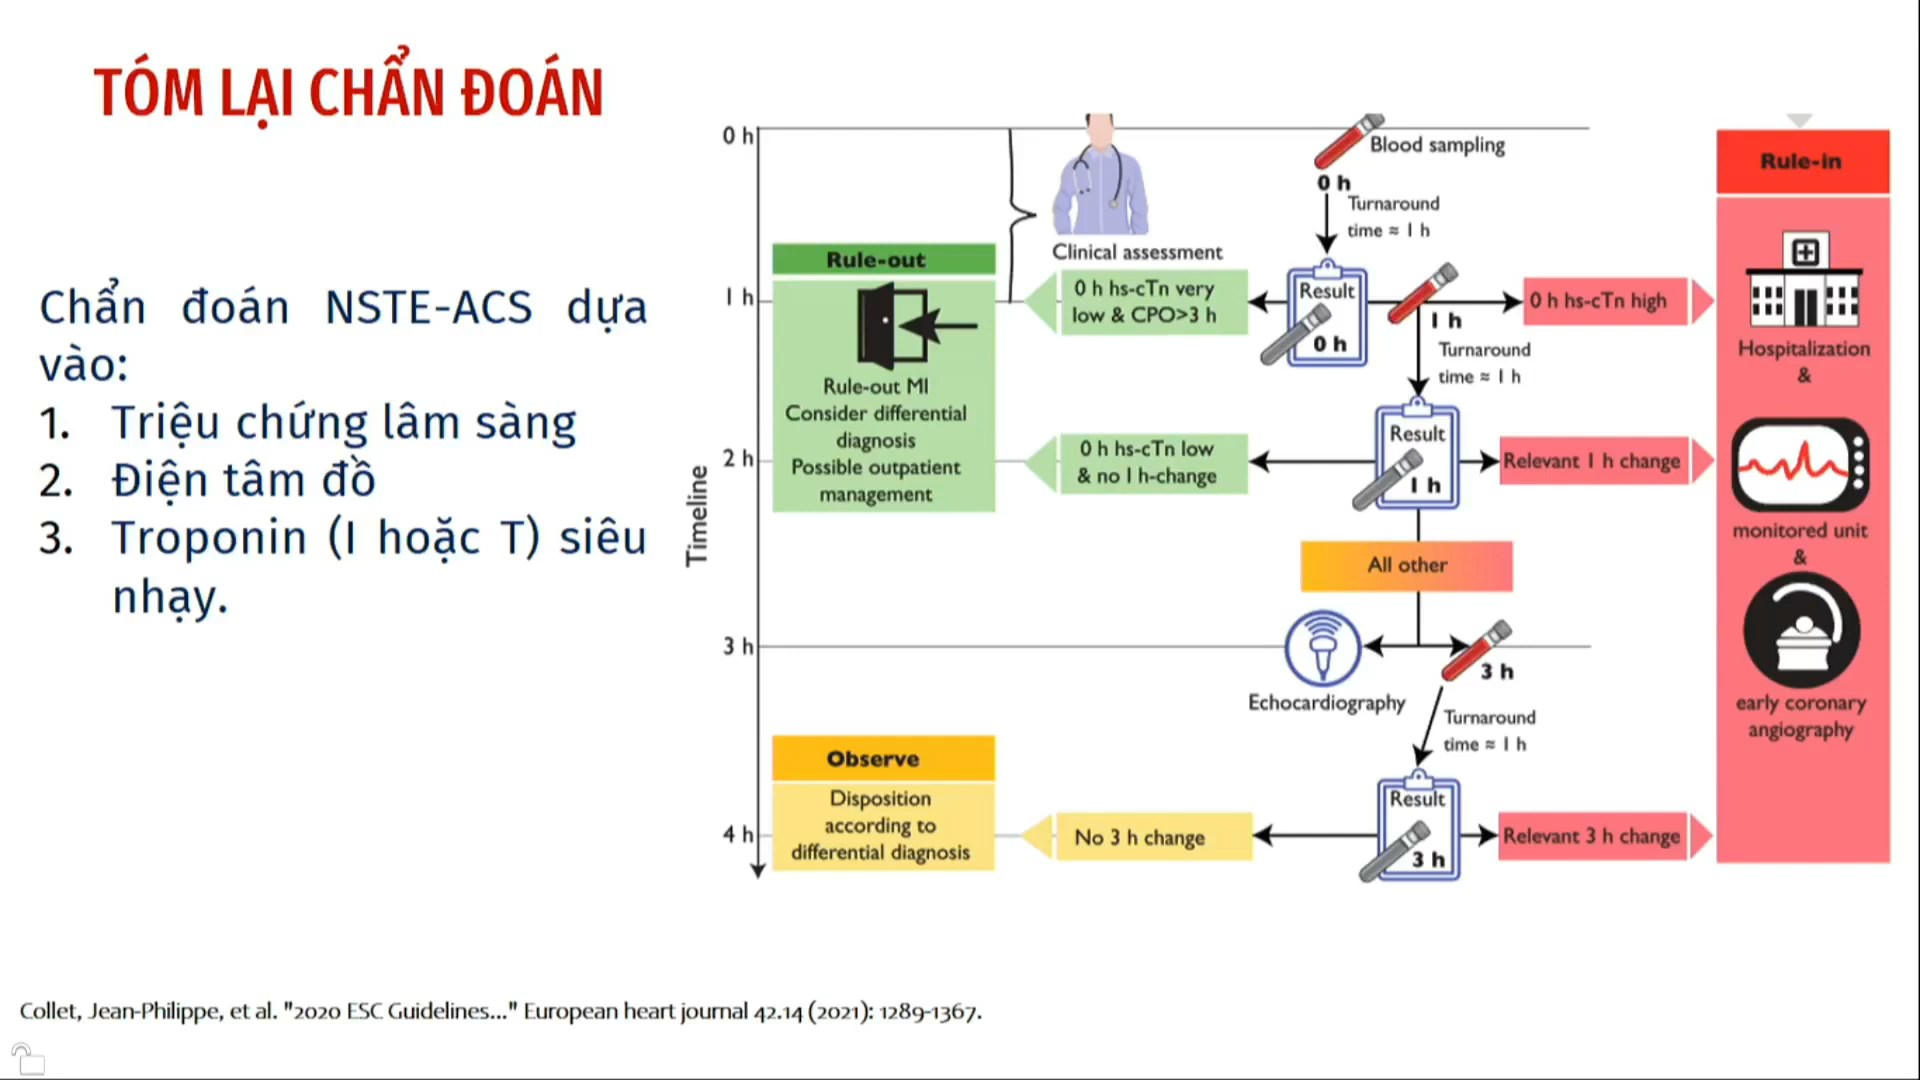 TÓM LẠI CHẨN ĐOÁN
Chẩn đoán NSTE-ACS dựa
vào:
1. Triệu chứng lâm sàng
2. Điện tâm đồ
3. Troponin (I hoặc T) siêu
nhạy.
Timeline
0 h
1 h
2 h
3 h
4 h
Blood sampling
0 h
Turnaround
time ≈ 1 h
Clinical assessment
Rule-out
Rule-out MI
Consider differential
diagnosis
Possible outpatient
management
0 h hs-cTn very
low & CPO>3 h
Result
0 h
1 h
Turnaround
time ≈ 1 h
0 h hs-cTn high
0 h hs-cTn low
& no 1 h-change
Result
1 h
Relevant 1 h change
All other
Echocardiography
3 h
Turnaround
time ≈ 1 h
Observe
Disposition
according to
differential diagnosis
No 3 h change
Result
3 h
Relevant 3 h change
Rule-in
Hospitalization
&
monitored unit
&
early coronary
angiography
Collet, Jean-Philippe, et al. "2020 ESC Guidelines..." European heart journal 42.14 (2021): 1289-1367.